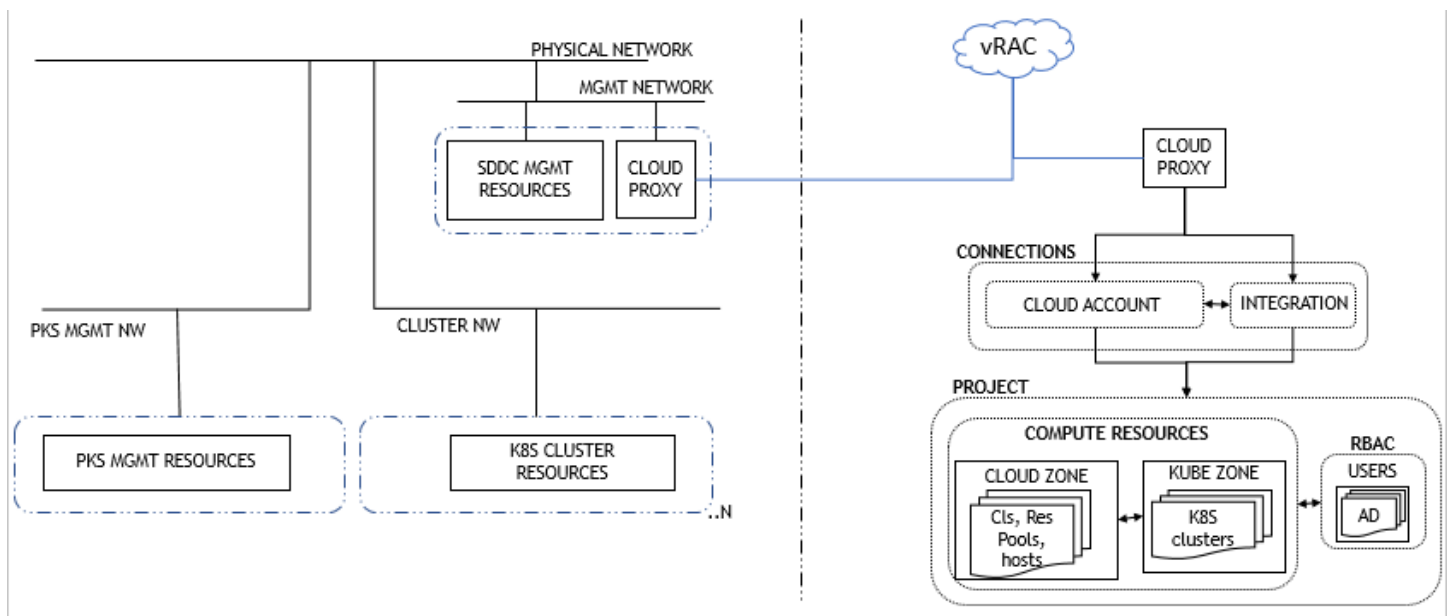 PHYSICAL NETWORK
MGMT NETWORK
SDDC MGMT
RESOURCES
CLOUD
PROXY
PKS MGMT NW
CLUSTER NW
PKS MGMT RESOURCES
K8S CLUSTER
RESOURCES
..N
vRAC
CLOUD
PROXY
CONNECTIONS
CLOUD ACCOUNT
INTEGRATION
PROJECT
COMPUTE RESOURCES
CLOUD ZONE
Cls, Res
Pools,
hosts
KUBE ZONE
K8S
clusters
RBAC
USERS
AD